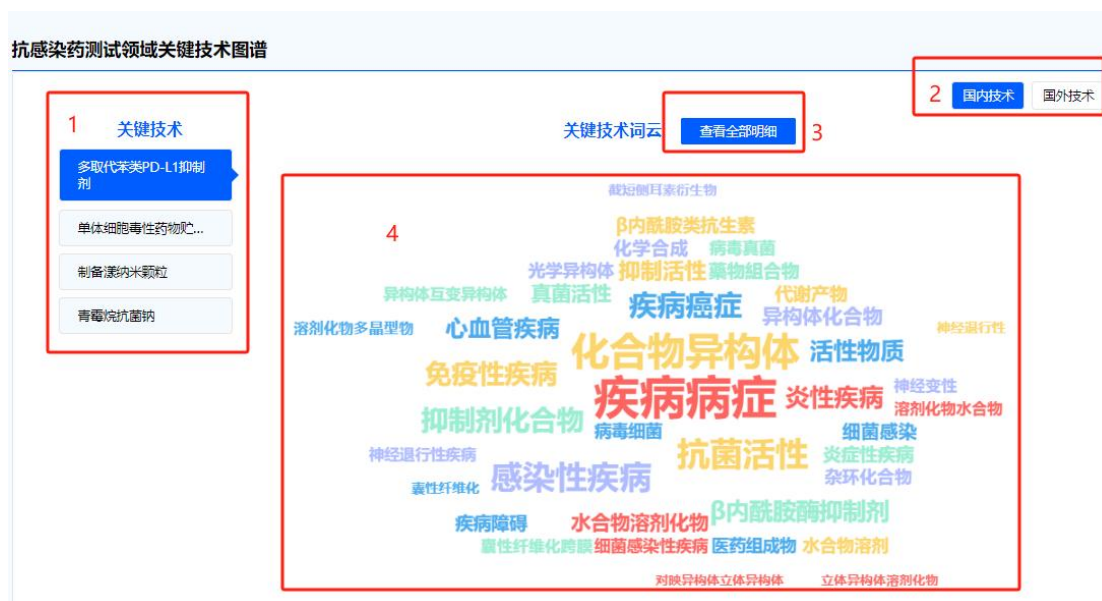 抗感染药测试领域关键技术图谱
2 国内技术 国外技术
1 关键技术
多取代苯类PD-L1抑制
剂
单体细胞毒性药物贮...
制备溴纳米颗粒
青霉烷抗菌钠
关键技术词云 查看全部明细 3
4
截短侧耳素衍生物
β内酰胺类抗生素
化学合成 病毒真菌
光学异构体 抑制活性 药物组合物
异构体互变异构体 真菌活性 疾病癌症 代谢产物
溶剂化物多晶型物 心血管疾病 异构体化合物 神经退行性
化合物异构体 活性物质
免疫性疾病 疾病病症 炎性疾病 神经变性
抑制剂化合物 病毒细菌 溶剂化物水合物
细菌感染
神经退行性疾病 抗菌活性 炎症性疾病
囊性纤维化 感染性疾病 杂环化合物
疾病障碍 水合物溶剂化物 β内酰胺酶抑制剂
囊性纤维化跨膜 细菌感染性疾病 医药组成物 水合物溶剂
对映异构体立体异构体 立体异构体溶剂化物